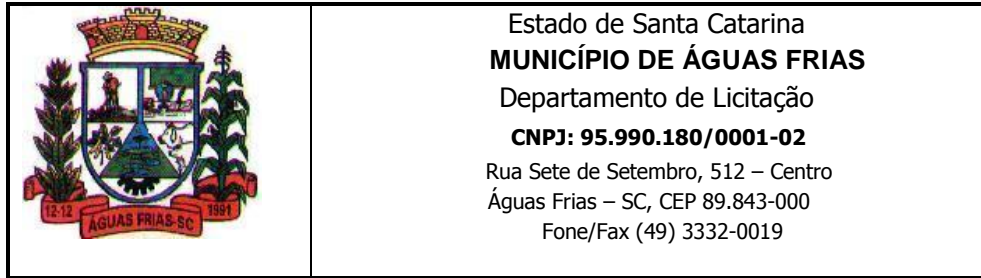 12-12
ÁGUAS FRIAS-SC
1991
Estado de Santa Catarina
MUNICÍPIO DE ÁGUAS FRIAS
Departamento de Licitação
CNPJ: 95.990.180/0001-02
Rua Sete de Setembro, 512 – Centro
Águas Frias – SC, CEP 89.843-000
Fone/Fax (49) 3332-0019